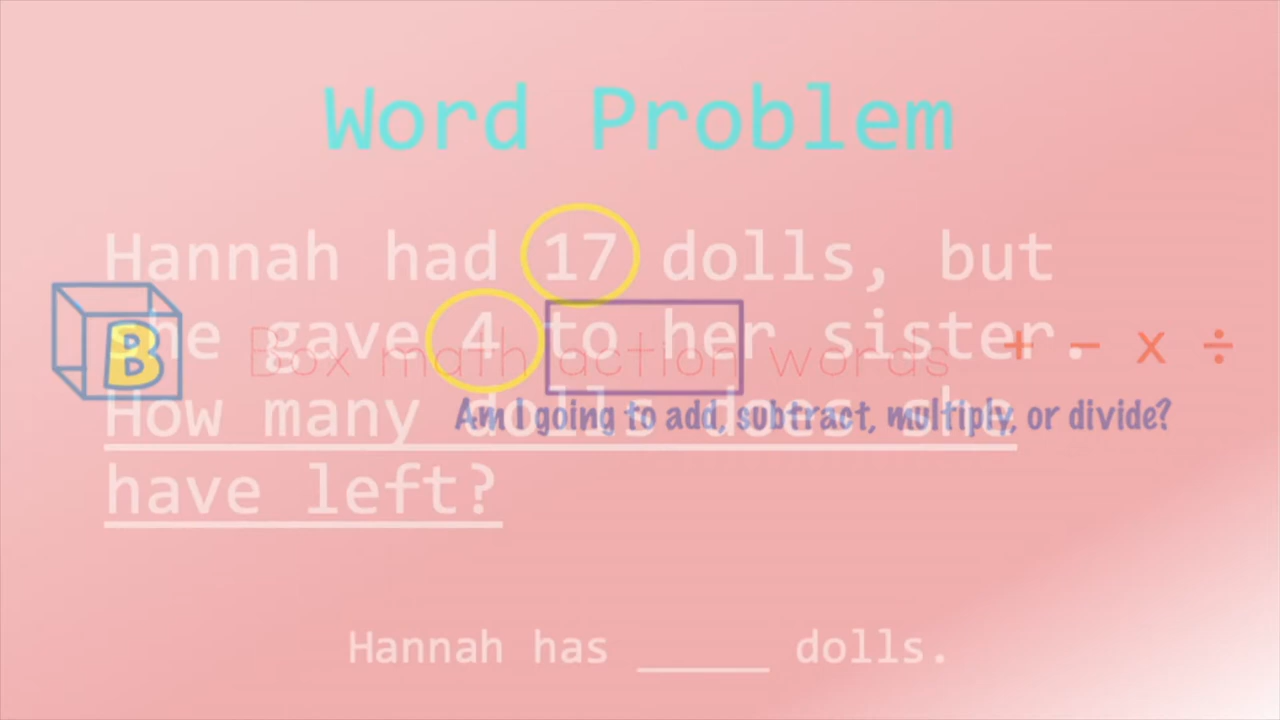 Word Problem
Hannah had 17 dolls, but
she gave 4 to her sister.
B Box math action words + - x ÷
How many dolls does she
Am I going to add, subtract, multiply, or divide?
have left?
Hannah has _____ dolls.